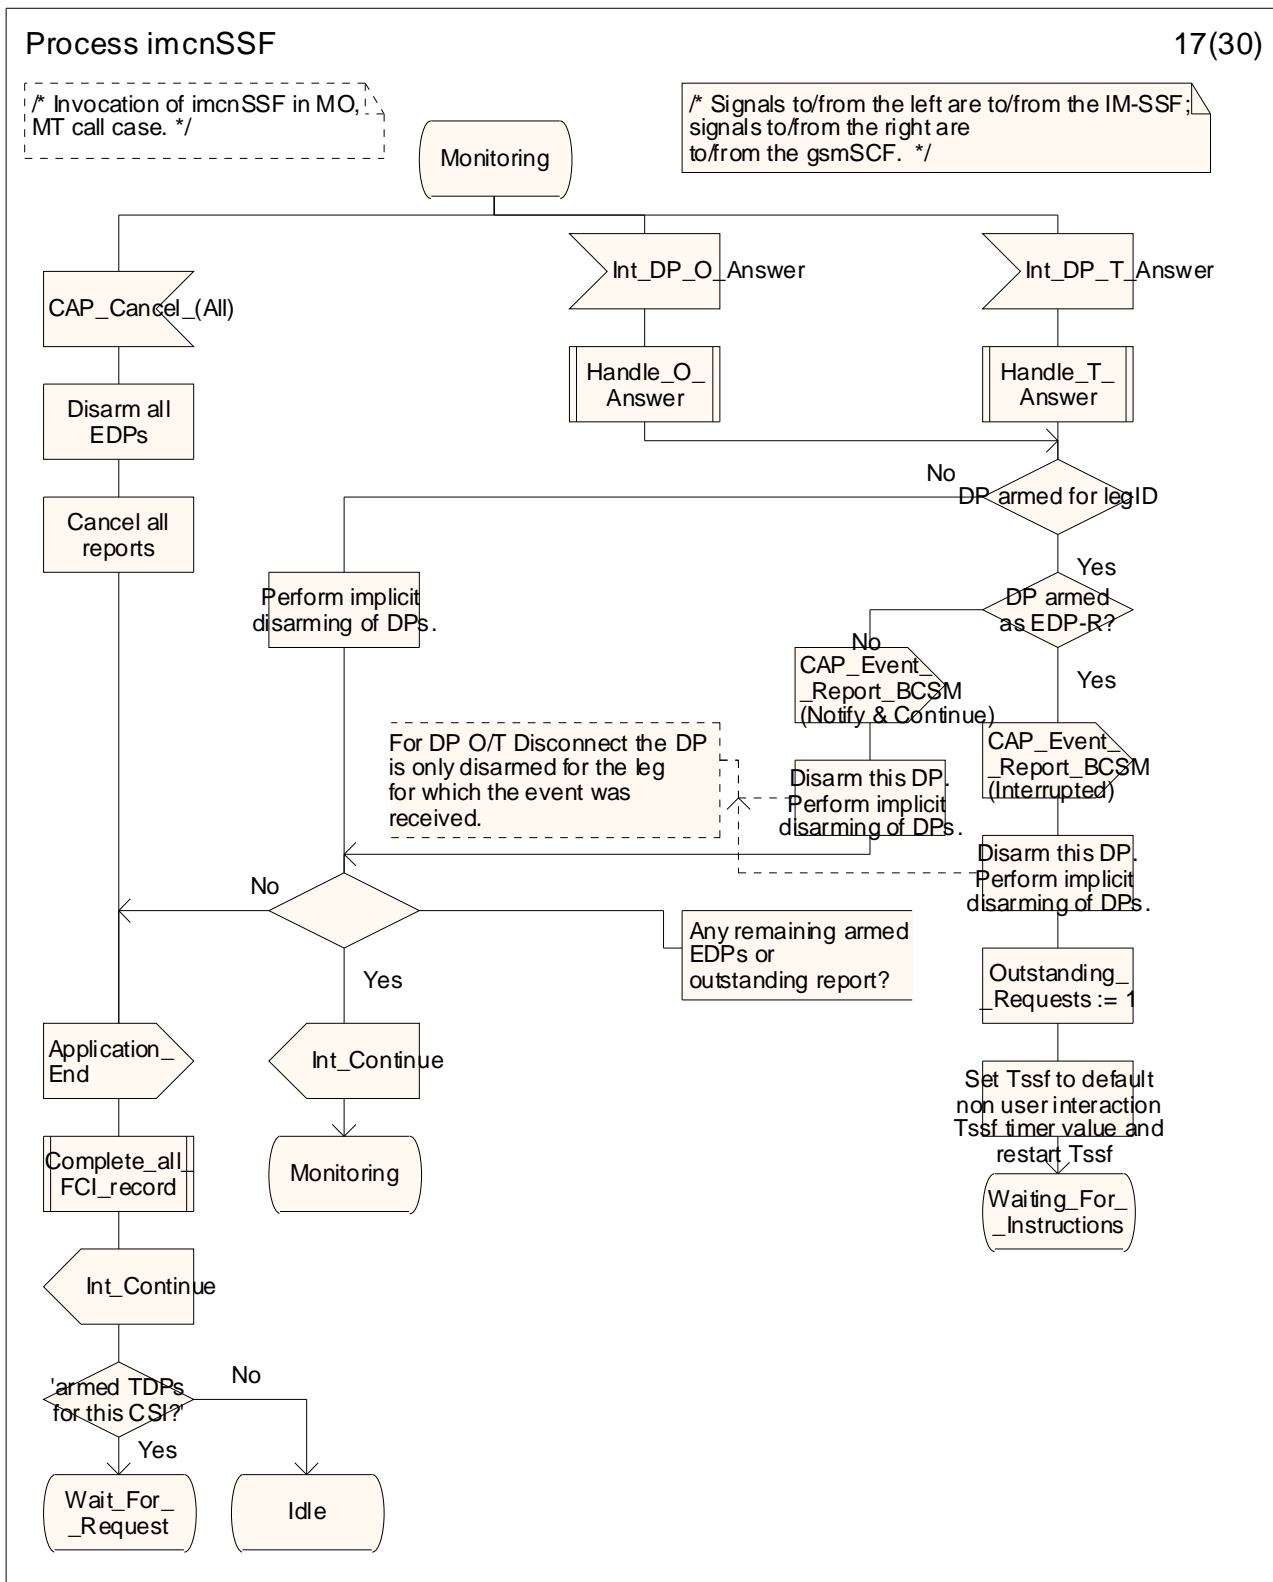 Process imcnSSF
17(30)
/* Invocation of imcnSSF in MO,
MT call case. */
/* Signals to/from the left are to/from the IM-SSF;
signals to/from the right are
to/from the gsmSCF.  */
Monitoring
CAP_Cancel_(All)
Int_DP_O_Answer
Int_DP_T_Answer
Disarm all
EDPs
Handle_O_
Answer
Handle_T_
Answer
Cancel all
reports
No
DP armed for legID
Yes
Perform implicit
disarming of DPs.
DP armed
as EDP-R?
No
Yes
CAP_Event_
_Report_BCSM
(Notify & Continue)
CAP_Event_
_Report_BCSM
(Interrupted)
For DP O/T Disconnect the DP
is only disarmed for the leg
for which the event was
received.
Disarm this DP.
Perform implicit
disarming of DPs.
Disarm this DP.
Perform implicit
disarming of DPs.
No
Yes
Any remaining armed
EDPs or
outstanding report?
Outstanding_
_Requests := 1
Application_
End
Int_Continue
Set Tssf to default
non user interaction
Tssf timer value and
restart Tssf
Complete_all_
FCI_record
Monitoring
Waiting_For_
_Instructions
Int_Continue
'armed TDPs
for this CSI?'
No
Yes
Wait_For_
_Request
Idle